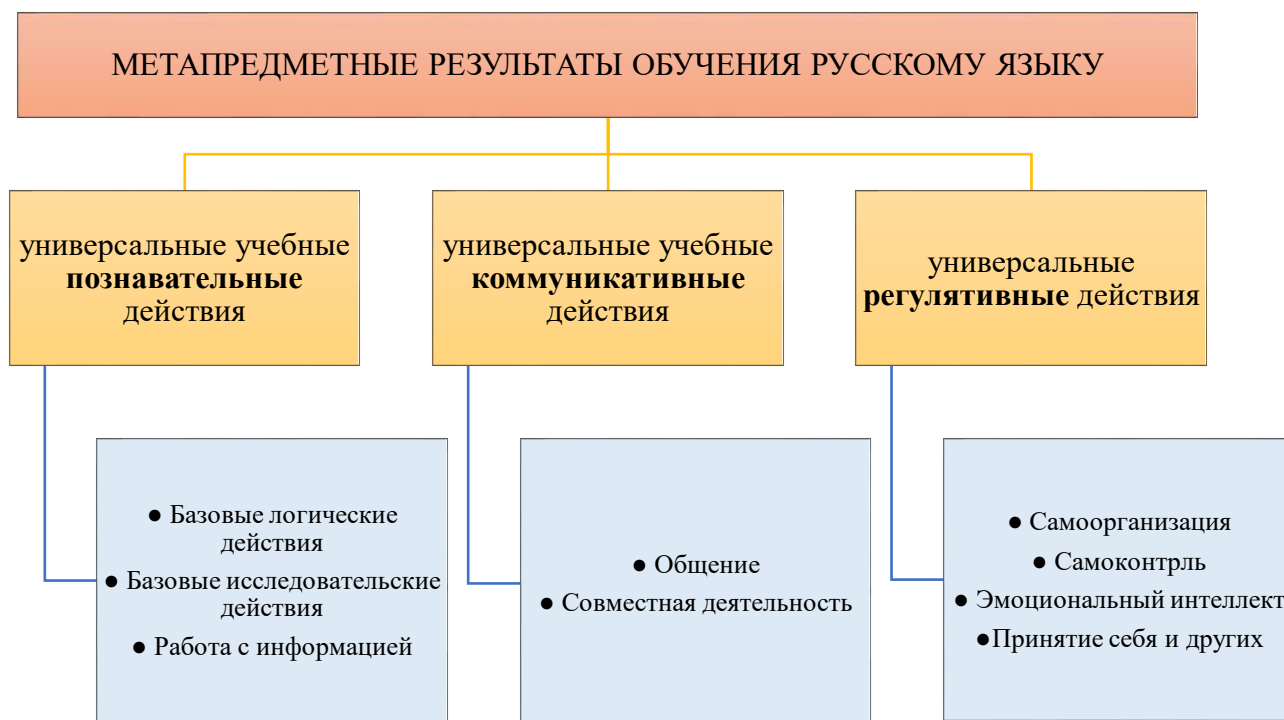 МЕТАПРЕДМЕТНЫЕ РЕЗУЛЬТАТЫ ОБУЧЕНИЯ РУССКОМУ ЯЗЫКУ
универсальные учебные
познавательные
действия
универсальные учебные
коммуникативные
действия
универсальные
регулятивные действия
● Базовые логические
действия
● Базовые исследовательские
действия
● Работа с информацией
● Общение
● Совместная деятельность
● Самоорганизация
● Самоконтрль
● Эмоциональный интеллект
●Принятие себя и других